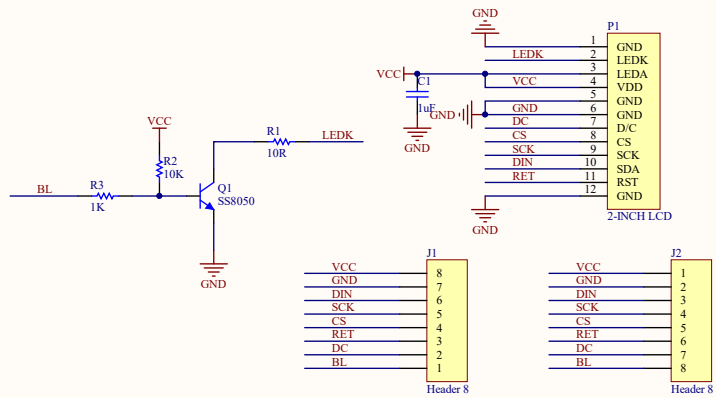 GND
P1
1 GND
LEDK 2 LEDK
VCC 3 LEDA
C1
VCC 4 VDD
5 GND
1uF GND GND 6 GND
DC 7 D/C
GND
CS 8 CS
SCK 9 SCK
DIN 10 SDA
RET 11 RST
12 GND
2-INCH LCD
GND
VCC
R1
10R
LEDK
R2
10K
BL
R3
1K
Q1
SS8050
GND
J1
VCC 8
GND 7
DIN 6
SCK 5
CS 4
RET 3
DC 2
BL 1
Header 8
J2
VCC 1
GND 2
DIN 3
SCK 4
CS 5
RET 6
DC 7
BL 8
Header 8